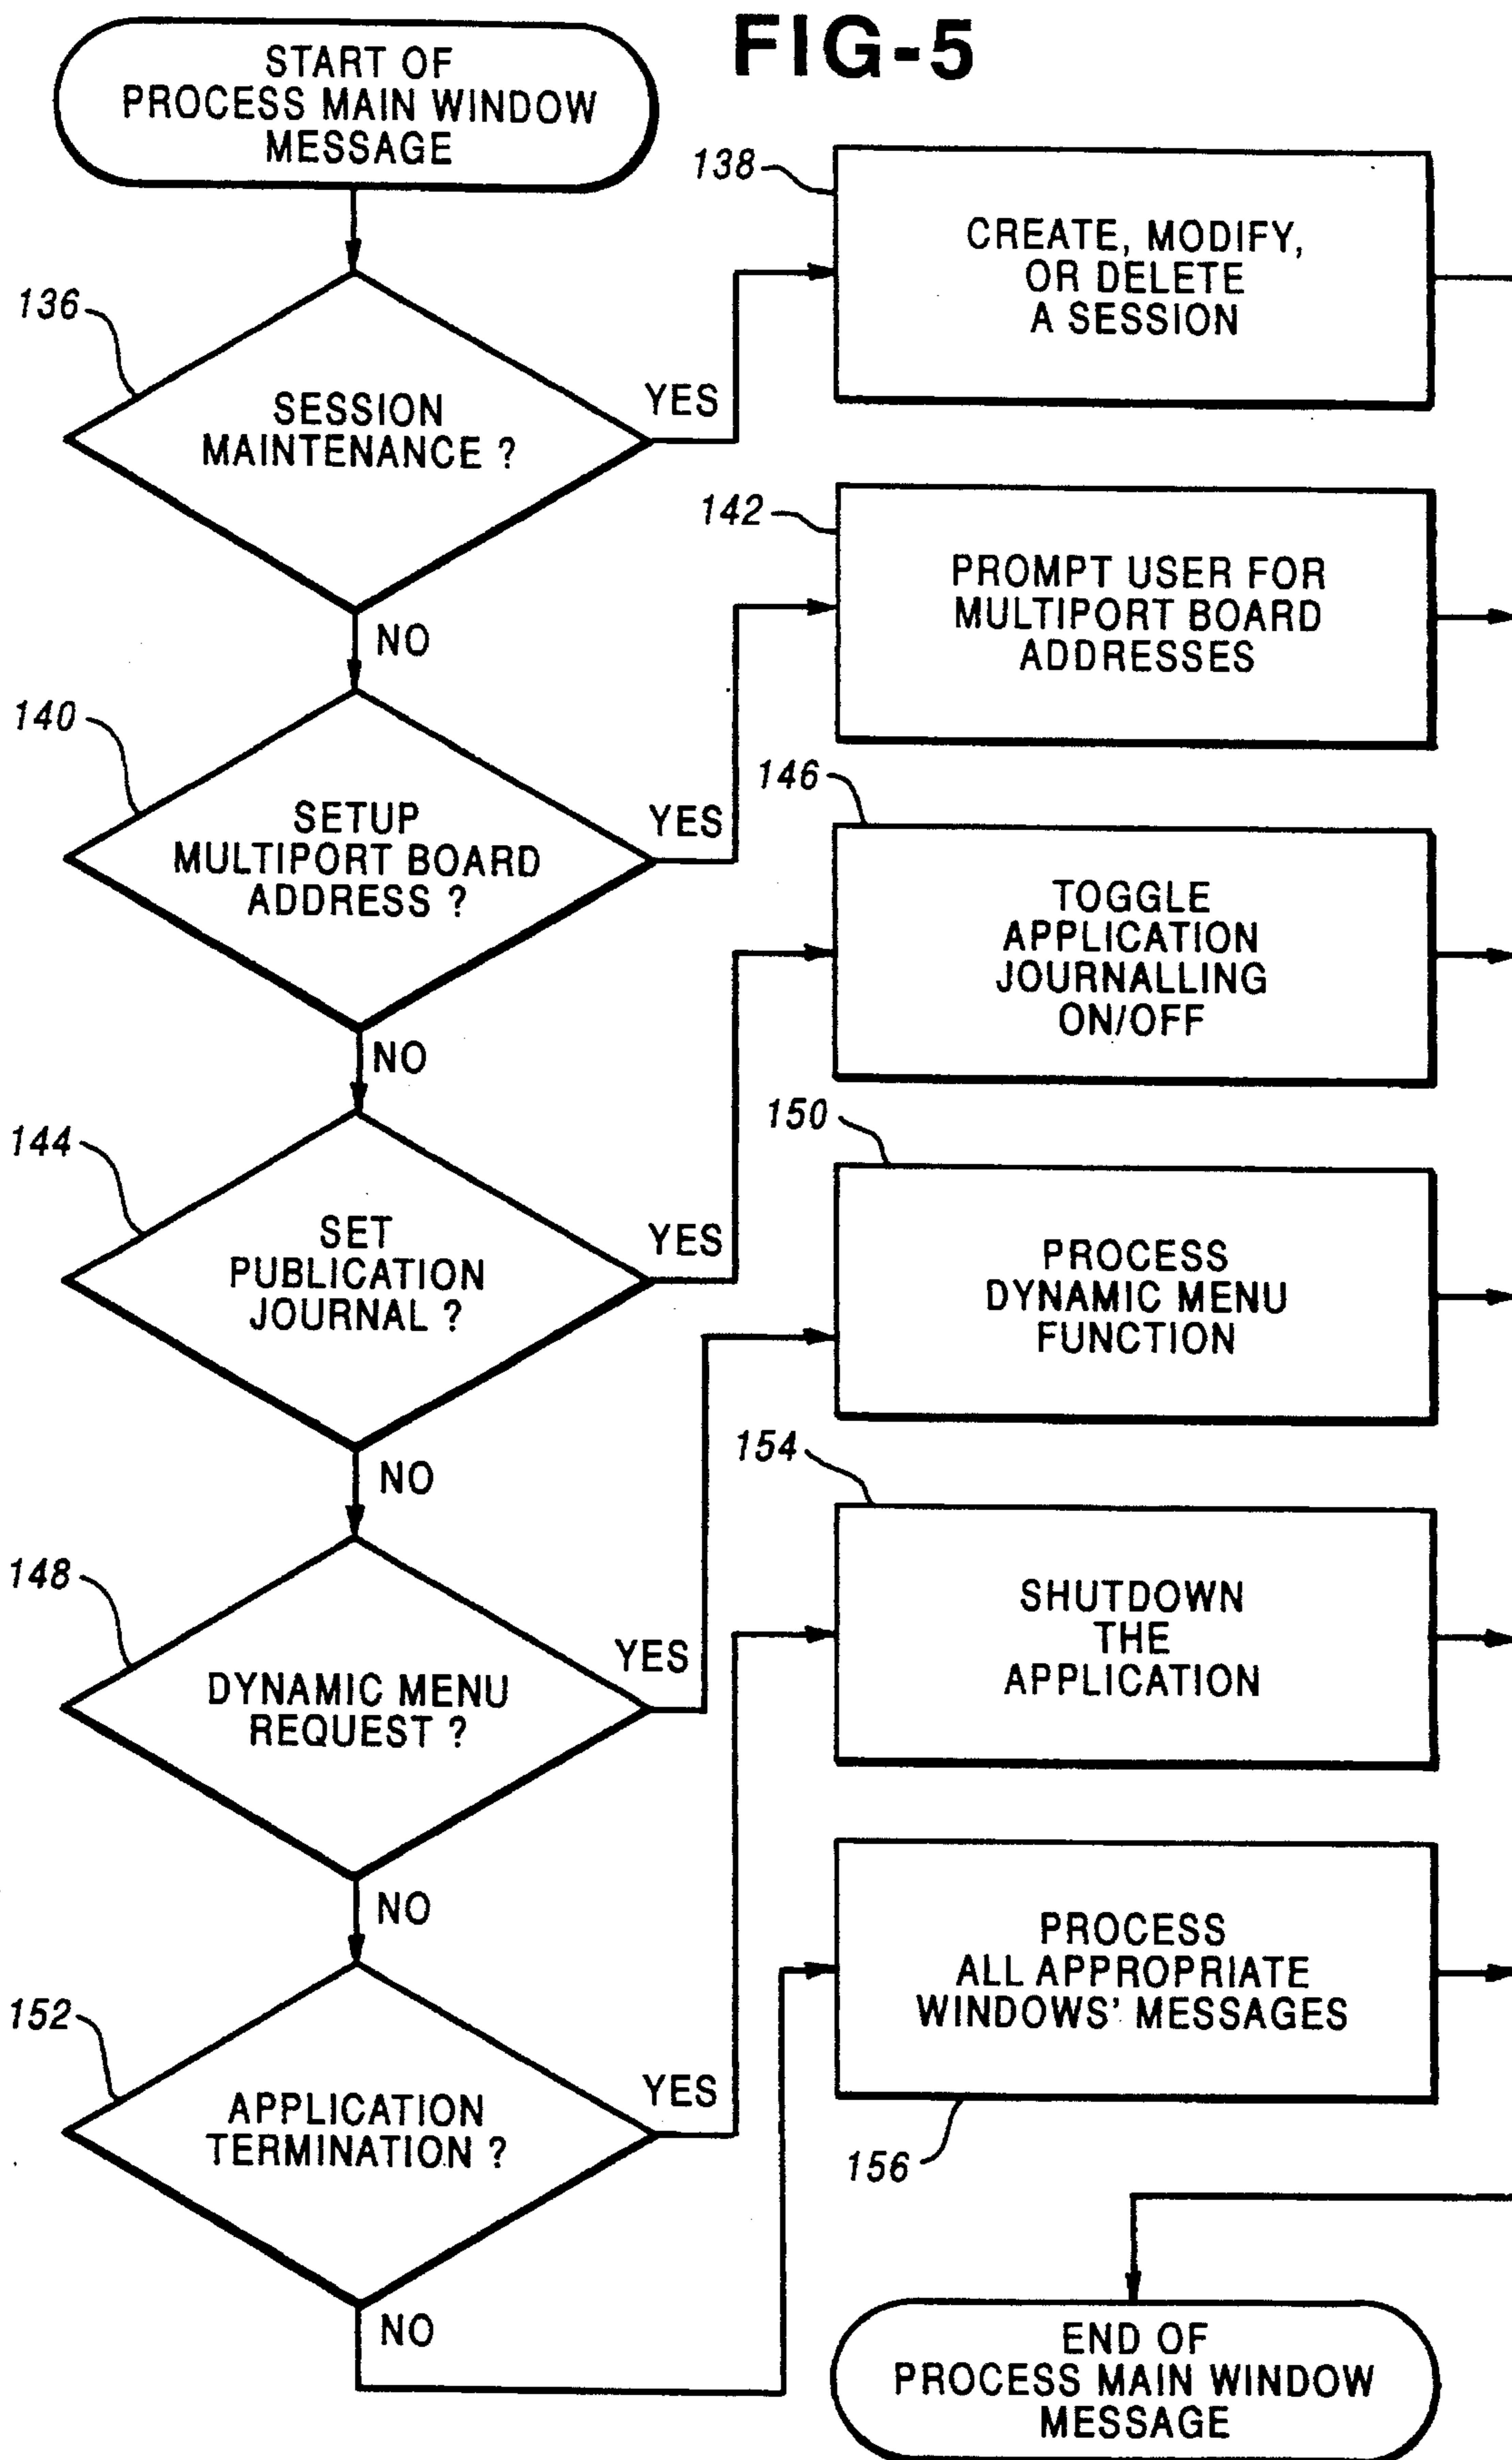 FIG-5
START OF
PROCESS MAIN WINDOW
MESSAGE
136
SESSION
MAINTENANCE ?
YES
NO
138
CREATE, MODIFY,
OR DELETE
A SESSION
140
SETUP
MULTIPORT BOARD
ADDRESS ?
YES
NO
142
PROMPT USER FOR
MULTIPORT BOARD
ADDRESSES
144
SET
PUBLICATION
JOURNAL ?
YES
NO
146
TOGGLE
APPLICATION
JOURNALLING
ON/OFF
148
DYNAMIC MENU
REQUEST ?
YES
NO
150
PROCESS
DYNAMIC MENU
FUNCTION
152
APPLICATION
TERMINATION ?
YES
NO
154
SHUTDOWN
THE
APPLICATION
PROCESS
ALL APPROPRIATE
WINDOWS' MESSAGES
156
END OF
PROCESS MAIN WINDOW
MESSAGE